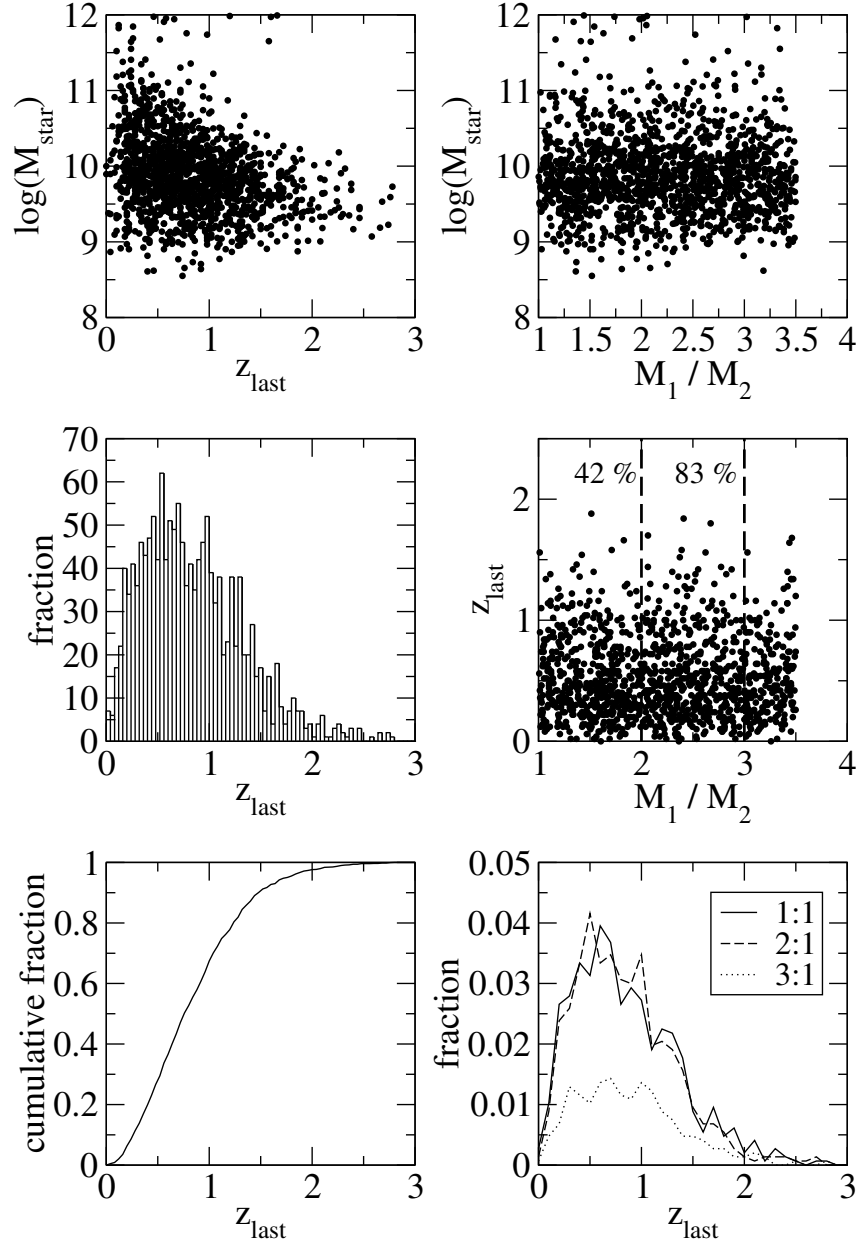 12
11
10
9
8
log(M_star)
0 1 2 3
z_last
12
11
10
9
8
log(M_star)
1 1.5 2 2.5 3 3.5 4
M_1 / M_2
70
60
50
40
30
20
10
0
fraction
0 1 2 3
z_last
42 % 83 %
2
1
0
z_last
1 2 3 4
M_1 / M_2
1
0.8
0.6
0.4
0.2
0
cumulative fraction
0 1 2 3
z_last
0.05
0.04
0.03
0.02
0.01
0
fraction
1:1
2:1
3:1
0 1 2 3
z_last